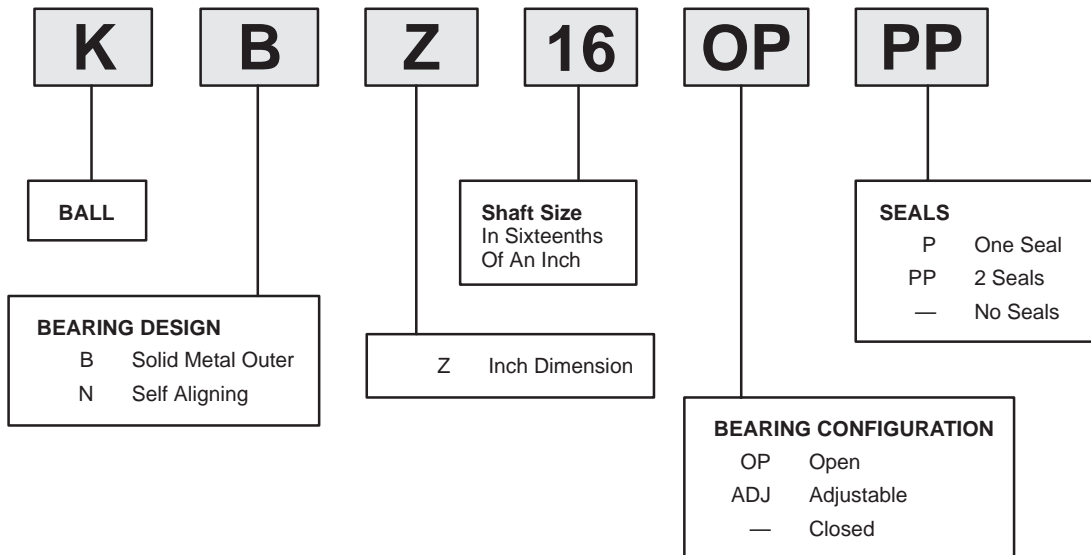 K B Z 16 OP PP
BALL
Shaft Size
In Sixteenths
Of An Inch
SEALS
P One Seal
PP 2 Seals
— No Seals
BEARING DESIGN
B Solid Metal Outer
N Self Aligning
Z Inch Dimension
BEARING CONFIGURATION
OP Open
ADJ Adjustable
— Closed